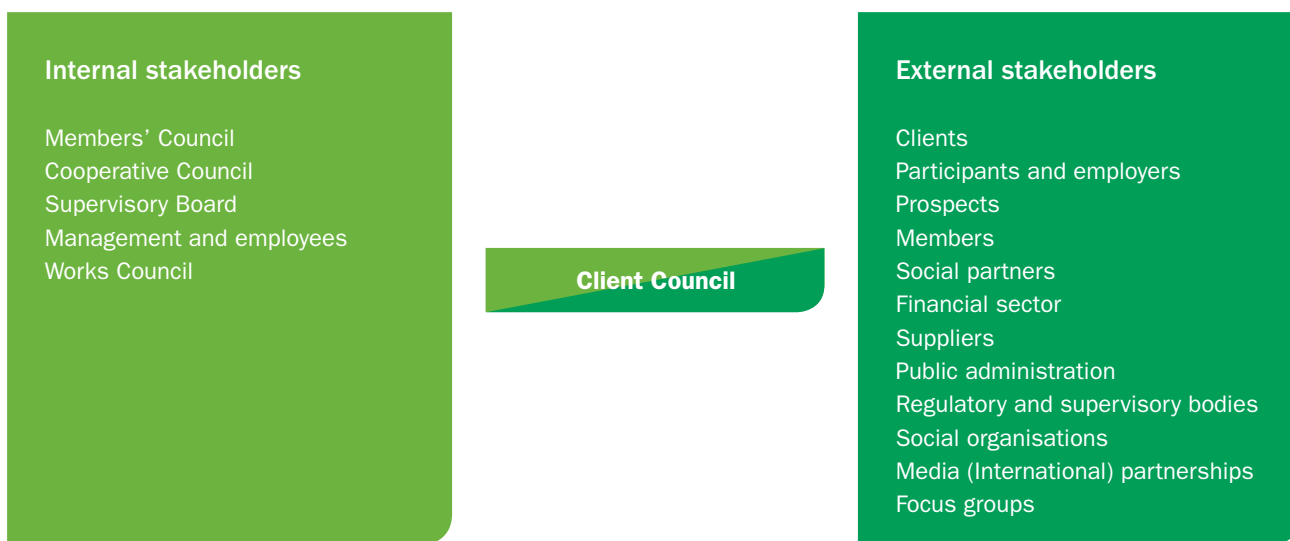 Internal stakeholders
Members’ Council
Cooperative Council
Supervisory Board
Management and employees
Works Council
Client Council
External stakeholders
Clients
Participants and employers
Prospects
Members
Social partners
Financial sector
Suppliers
Public administration
Regulatory and supervisory bodies
Social organisations
Media (International) partnerships
Focus groups